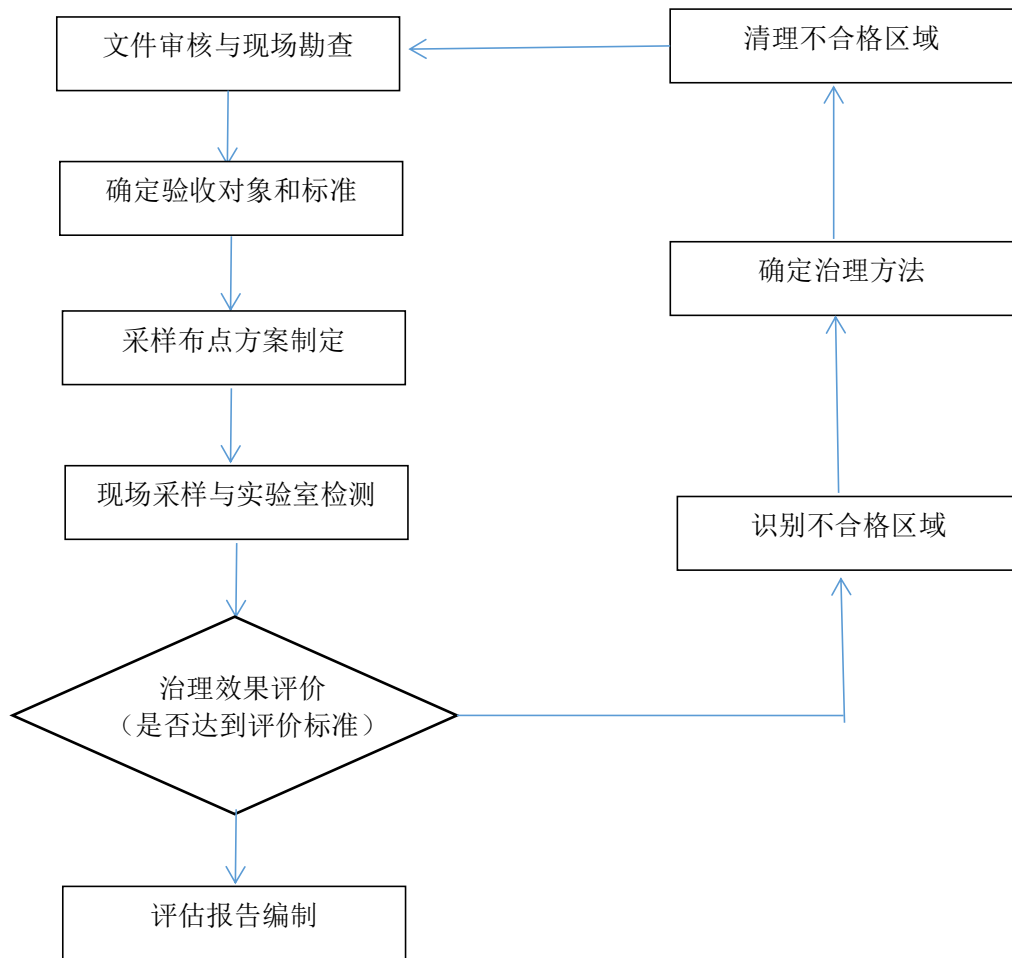 文件审核与现场勘查
确定验收对象和标准
采样布点方案制定
现场采样与实验室检测
治理效果评价
（是否达到评价标准）
评估报告编制
清理不合格区域
确定治理方法
识别不合格区域